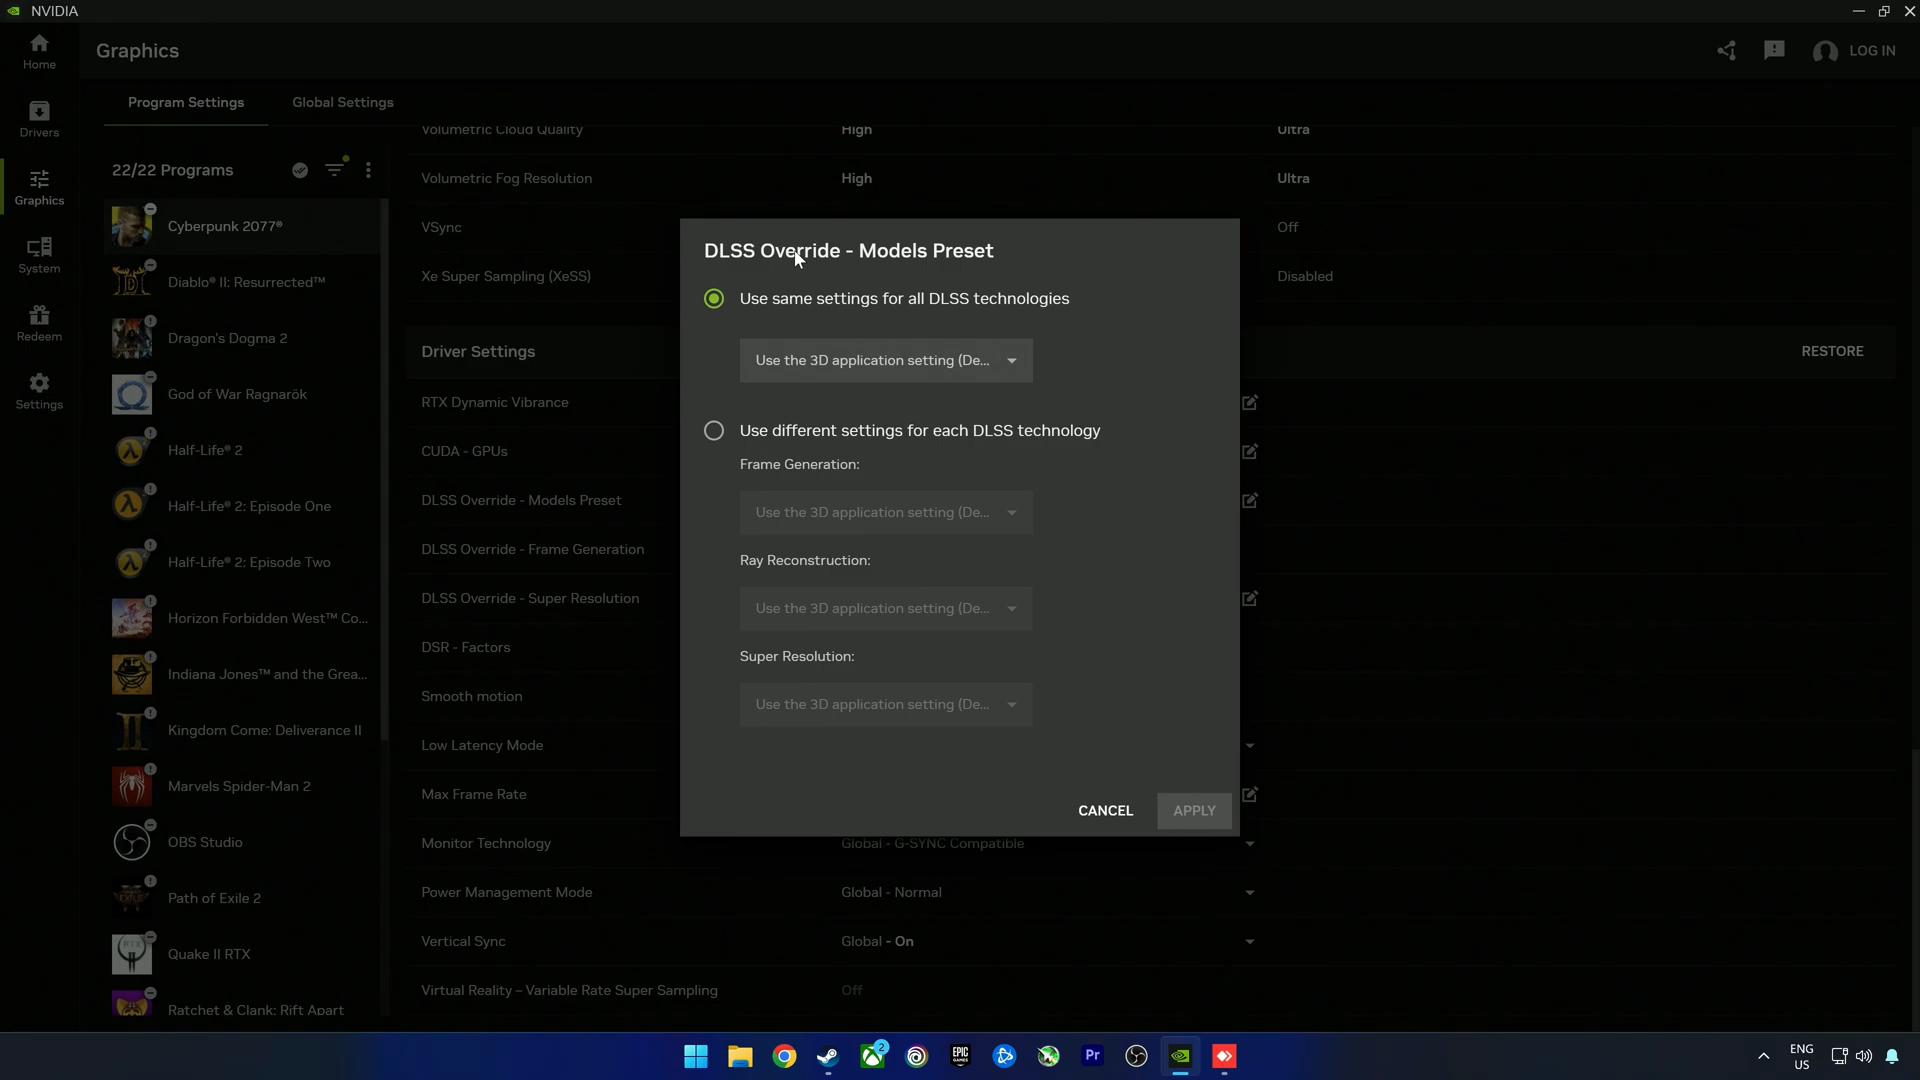 NVIDIA
Home
Graphics
LOG IN
Drivers
Program Settings
Global Settings
Graphics
System
Redeem
Settings
22/22 Programs
Cyberpunk 2077®
Diablo® II: Resurrected™
Dragon's Dogma 2
God of War Ragnarök
Half-Life® 2
Half-Life® 2: Episode One
Half-Life® 2: Episode Two
Horizon Forbidden West™ Co...
Indiana Jones™ and the Grea...
Kingdom Come: Deliverance II
Marvels Spider-Man 2
OBS Studio
Path of Exile 2
Quake II RTX
Ratchet & Clank: Rift Apart
Volumetric Cloud Quality High Ultra
Volumetric Fog Resolution High Ultra
VSync Off
Xe Super Sampling (XeSS) Disabled
Driver Settings RESTORE
RTX Dynamic Vibrance
CUDA - GPUs
DLSS Override - Models Preset
DLSS Override - Frame Generation
DLSS Override - Super Resolution
DSR - Factors
Smooth motion
Low Latency Mode
Max Frame Rate
Monitor Technology Global - G-SYNC Compatible
Power Management Mode Global - Normal
Vertical Sync Global - On
Virtual Reality – Variable Rate Super Sampling Off
DLSS Override - Models Preset
Use same settings for all DLSS technologies
Use the 3D application setting (De...
Use different settings for each DLSS technology
Frame Generation:
Use the 3D application setting (De...
Ray Reconstruction:
Use the 3D application setting (De...
Super Resolution:
Use the 3D application setting (De...
CANCEL APPLY
2
EPIC
GAMES
Pr
ENG
US